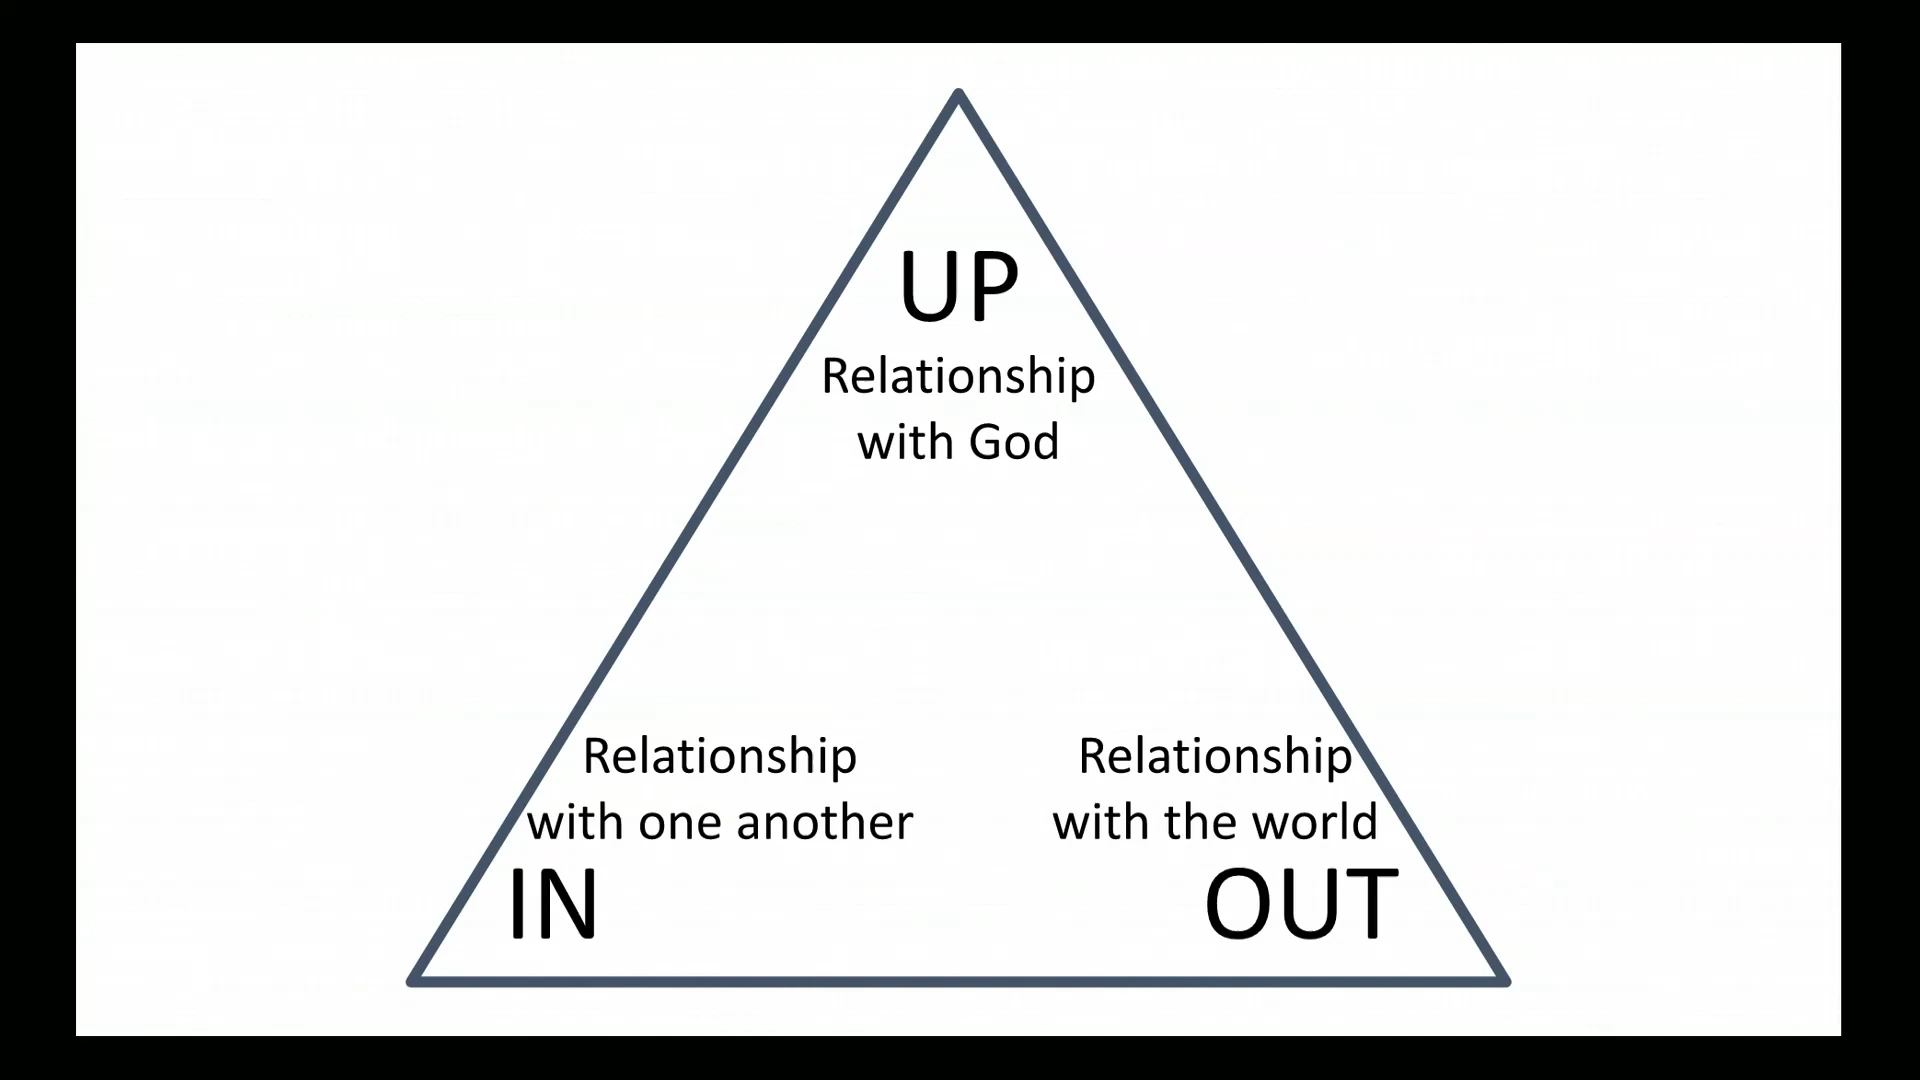 UP
Relationship
with God
Relationship
with one another
IN
Relationship
with the world
OUT